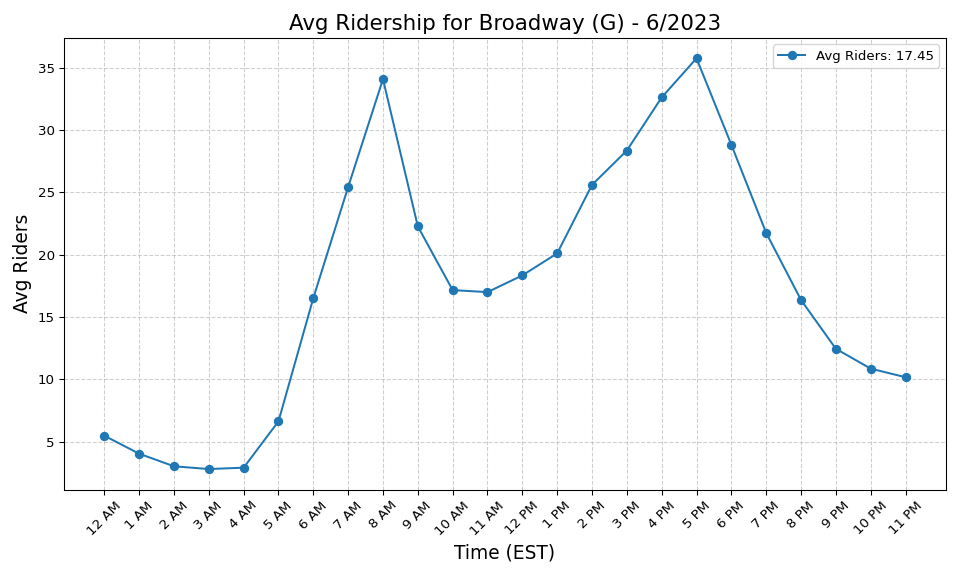 Avg Ridership for Broadway (G) - 6/2023
Avg Riders: 17.45
Avg Riders
35
30
25
20
15
10
5
12 AM
1 AM
2 AM
3 AM
4 AM
5 AM
6 AM
7 AM
8 AM
9 AM
10 AM
11 AM
12 PM
1 PM
2 PM
3 PM
4 PM
5 PM
6 PM
7 PM
8 PM
9 PM
10 PM
11 PM
Time (EST)